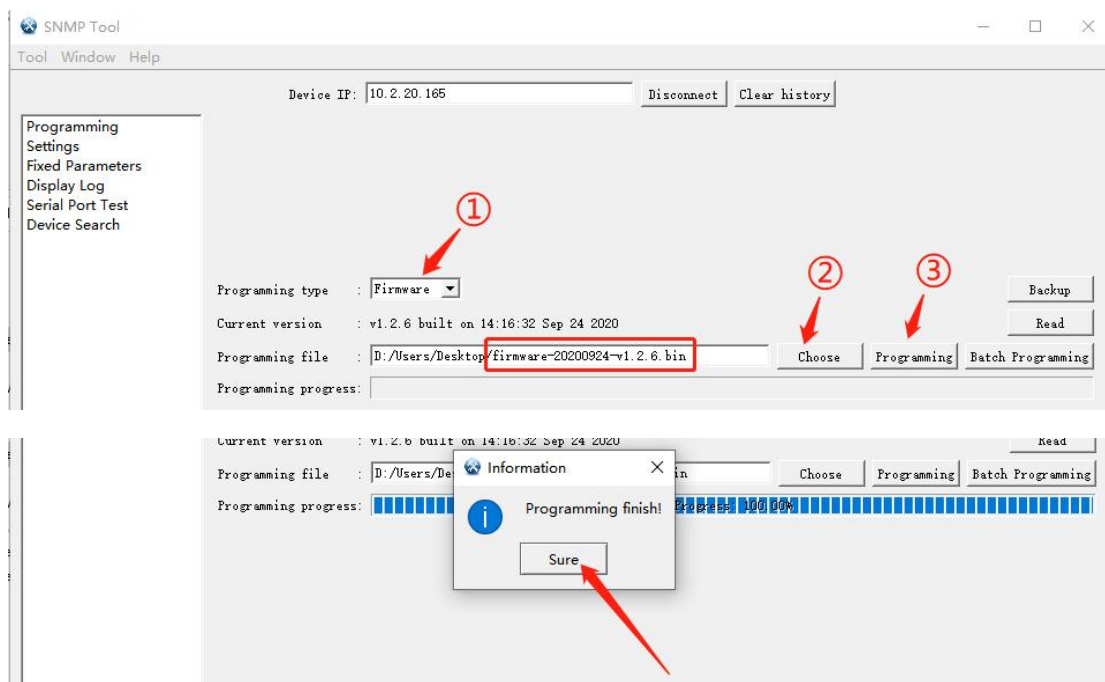 SNMP Tool
Tool Window Help
Device IP: 10.2.20.165 Disconnect Clear history
Programming
Settings
Fixed Parameters
Display Log
Serial Port Test
Device Search
①
② ③
Programming type : Firmware Backup
Current version : v1.2.6 built on 14:16:32 Sep 24 2020 Read
Programming file : D:/Users/Desktop/firmware-20200924-v1.2.6.bin Choose Programming Batch Programming
Programming progress:
Current version : v1.2.6 built on 14:16:32 Sep 24 2020 Read
Information
Programming file : D:/Users/De in Choose Programming Batch Programming
Programming progress: Progress: 100.00%
Programming finish!
Sure